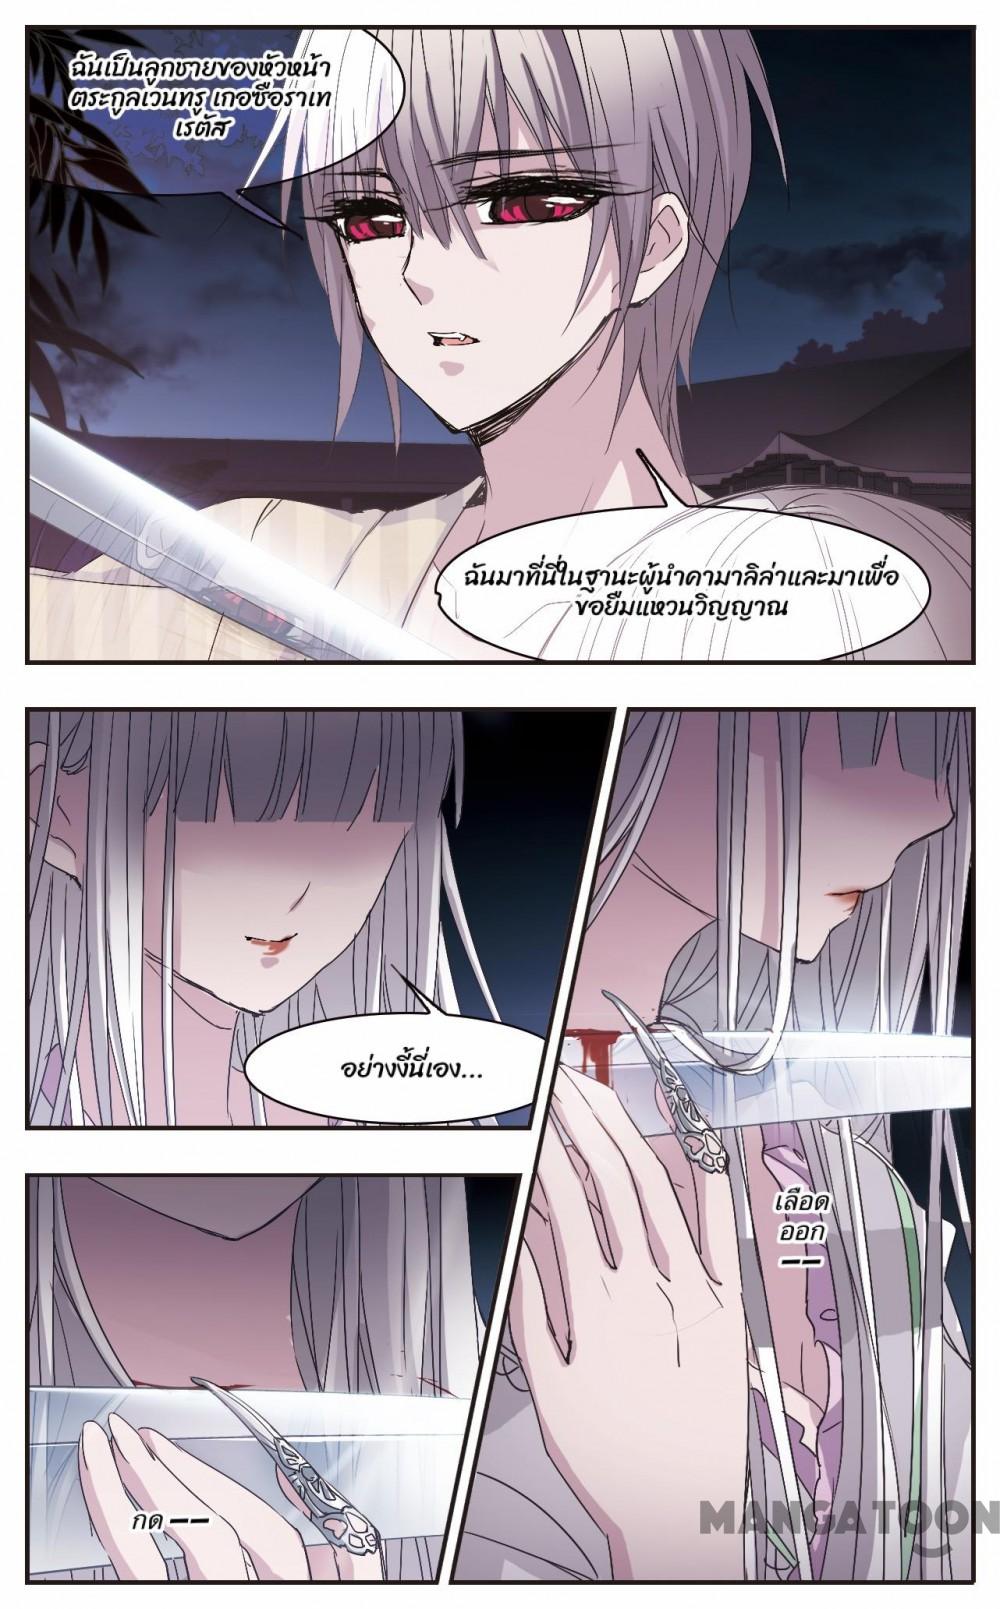 ฉันเป็นลูกชายของหัวหน้า
ตระกูลเวนทรู เกอซือราเท
เรตัส
ฉันมาที่นี่ในฐานะผู้นำคามาลิล่าและมาเพื่อ
ขอยืมแหวนวิญญาณ
อย่างงี้นี่เอง...
เลือด
ออก
--
กด --
MANGATOON